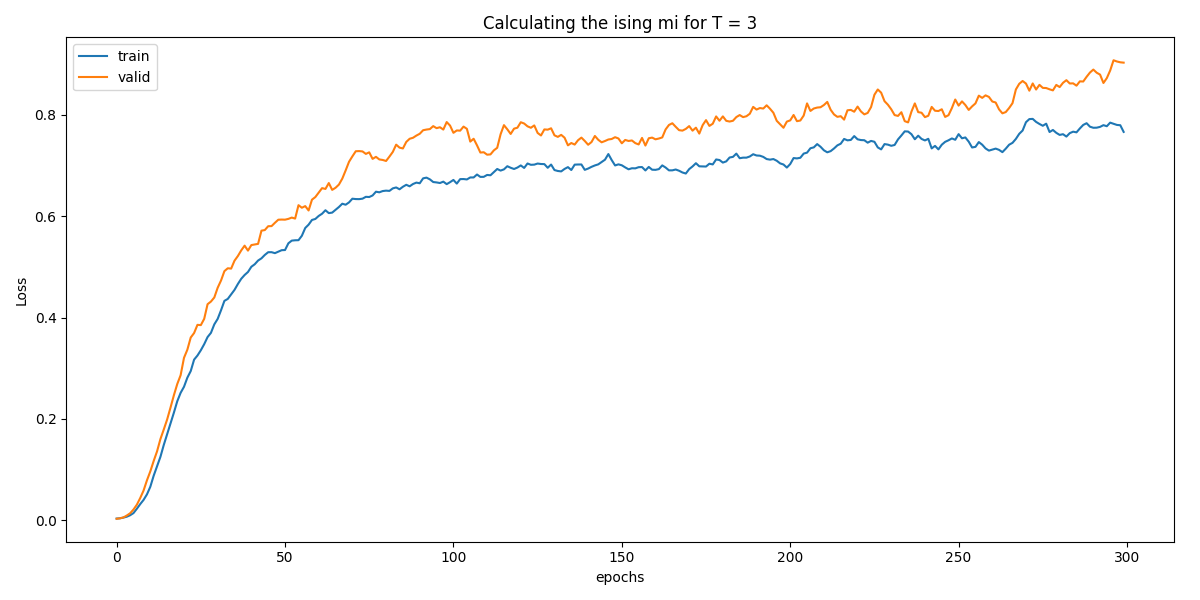 Calculating the ising mi for T = 3
train
valid
Loss
0.8
0.6
0.4
0.2
0.0
0 50 100 150 200 250 300
epochs